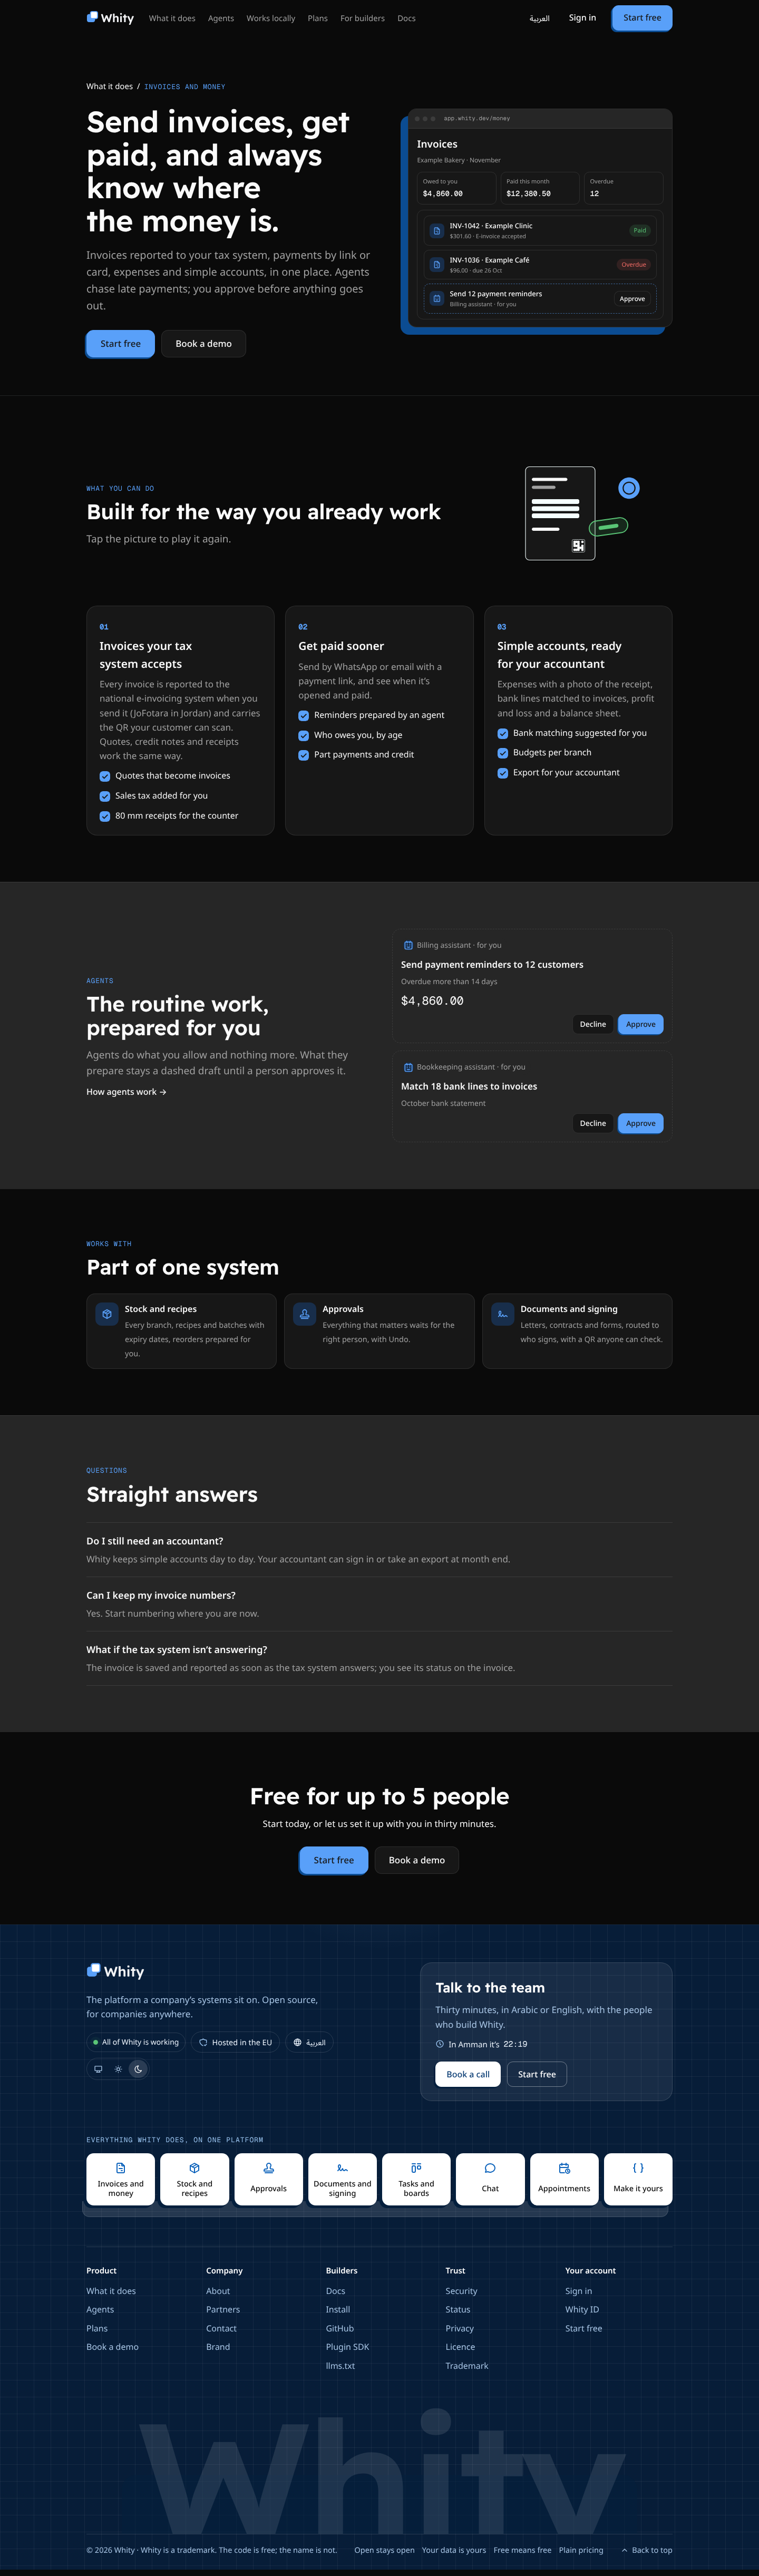 Whity What it does Agents Works locally Plans For builders Docs العربية Sign in Start free
What it does / INVOICES AND MONEY
Send invoices, get
paid, and always
know where
the money is.
Invoices reported to your tax system, payments by link or
card, expenses and simple accounts, in one place. Agents
chase late payments; you approve before anything goes
out.
Start free Book a demo
app.whity.dev/money
Invoices
Example Bakery · November
Owed to you Paid this month Overdue
$4,860.00 $12,380.50 12
INV-1042 · Example Clinic
$301.60 · E-invoice accepted
Paid
INV-1036 · Example Café
$96.00 · due 26 Oct
Overdue
Send 12 payment reminders
Billing assistant · for you
Approve
WHAT YOU CAN DO
Built for the way you already work
Tap the picture to play it again.
01
Invoices your tax
system accepts
Every invoice is reported to the
national e-invoicing system when you
send it (JoFotara in Jordan) and carries
the QR your customer can scan.
Quotes, credit notes and receipts
work the same way.
Quotes that become invoices
Sales tax added for you
80 mm receipts for the counter
02
Get paid sooner
Send by WhatsApp or email with a
payment link, and see when it's
opened and paid.
Reminders prepared by an agent
Who owes you, by age
Part payments and credit
03
Simple accounts, ready
for your accountant
Expenses with a photo of the receipt,
bank lines matched to invoices, profit
and loss and a balance sheet.
Bank matching suggested for you
Budgets per branch
Export for your accountant
AGENTS
The routine work,
prepared for you
Agents do what you allow and nothing more. What they
prepare stays a dashed draft until a person approves it.
How agents work →
Billing assistant · for you
Send payment reminders to 12 customers
Overdue more than 14 days
$4,860.00
Decline Approve
Bookkeeping assistant · for you
Match 18 bank lines to invoices
October bank statement
Decline Approve
WORKS WITH
Part of one system
Stock and recipes
Every branch, recipes and batches with
expiry dates, reorders prepared for
you.
Approvals
Everything that matters waits for the
right person, with Undo.
Documents and signing
Letters, contracts and forms, routed to
who signs, with a QR anyone can check.
QUESTIONS
Straight answers
Do I still need an accountant?
Whity keeps simple accounts day to day. Your accountant can sign in or take an export at month end.
Can I keep my invoice numbers?
Yes. Start numbering where you are now.
What if the tax system isn't answering?
The invoice is saved and reported as soon as the tax system answers; you see its status on the invoice.
Free for up to 5 people
Start today, or let us set it up with you in thirty minutes.
Start free Book a demo
Whity
The platform a company's systems sit on. Open source,
for companies anywhere.
All of Whity is working Hosted in the EU العربية
Talk to the team
Thirty minutes, in Arabic or English, with the people
who build Whity.
In Amman it's 22:19
Book a call Start free
EVERYTHING WHITY DOES, ON ONE PLATFORM
Invoices and
money
Stock and
recipes
Approvals
Documents and
signing
Tasks and
boards
Chat
Appointments
Make it yours
Product
What it does
Agents
Plans
Book a demo
Company
About
Partners
Contact
Brand
Builders
Docs
Install
GitHub
Plugin SDK
llms.txt
Trust
Security
Status
Privacy
Licence
Trademark
Your account
Sign in
Whity ID
Start free
Whity
© 2026 Whity · Whity is a trademark. The code is free; the name is not. Open stays open Your data is yours Free means free Plain pricing Back to top